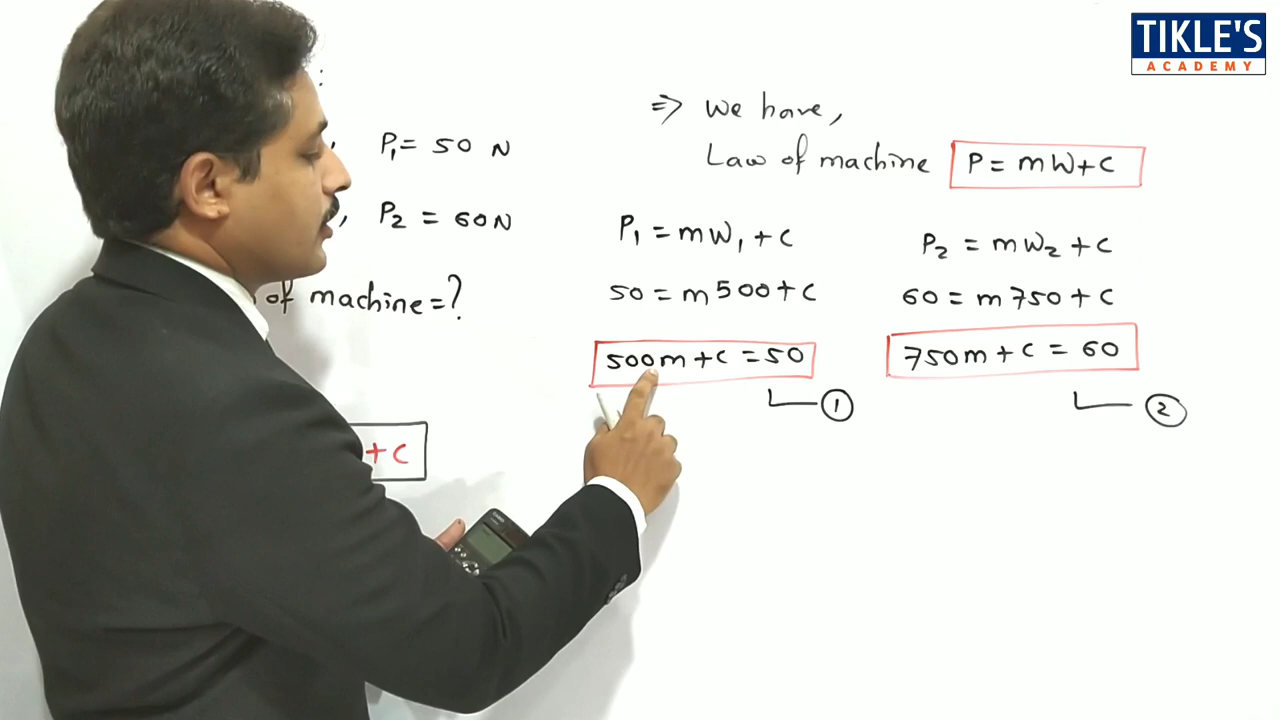 TIKLE'S
ACADEMY
:
, P₁ = 50 N
, P₂ = 60 N
of machine = ?
+ C
⇒ We have,
Law of machine P = mW + C
P₁ = mW₁ + C
50 = m500 + C
500m + C = 50
1
P₂ = mW₂ + C
60 = m750 + C
750m + C = 60
2